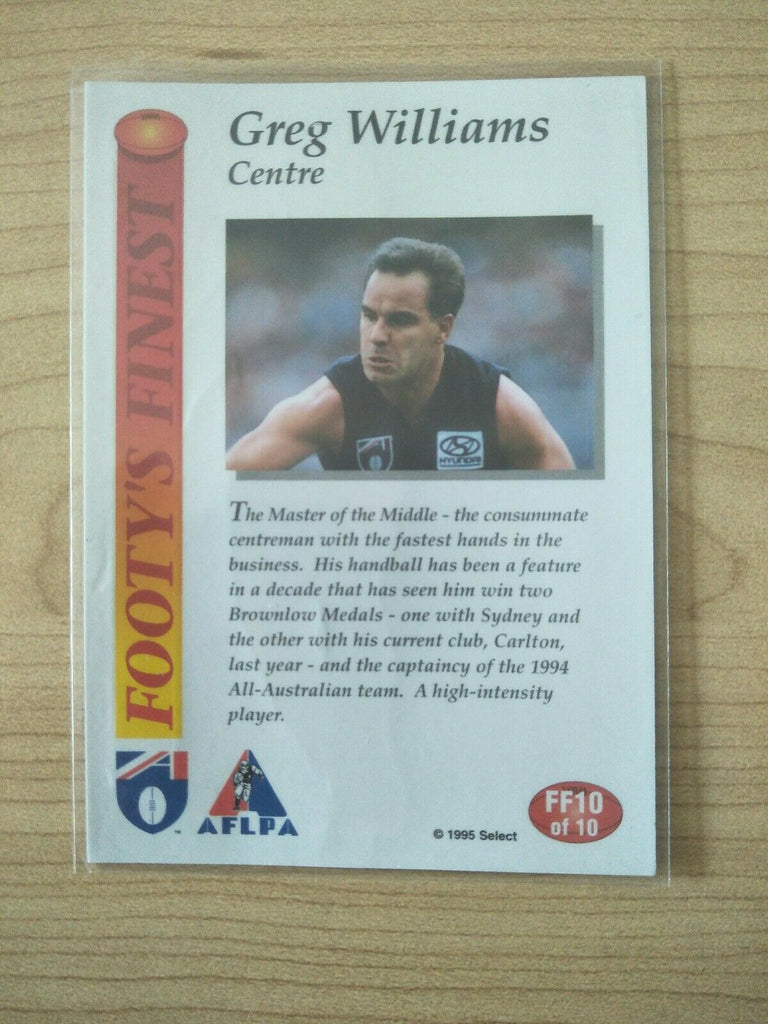 Greg Williams
Centre
FOOTY'S FINEST
HYUNDAI
The Master of the Middle - the consummate
centreman with the fastest hands in the
business. His handball has been a feature
in a decade that has seen him win two
Brownlow Medals - one with Sydney and
the other with his current club, Carlton,
last year - and the captaincy of the 1994
All-Australian team. A high-intensity
player.
TM
AFLPA
© 1995 Select
FF10
of 10